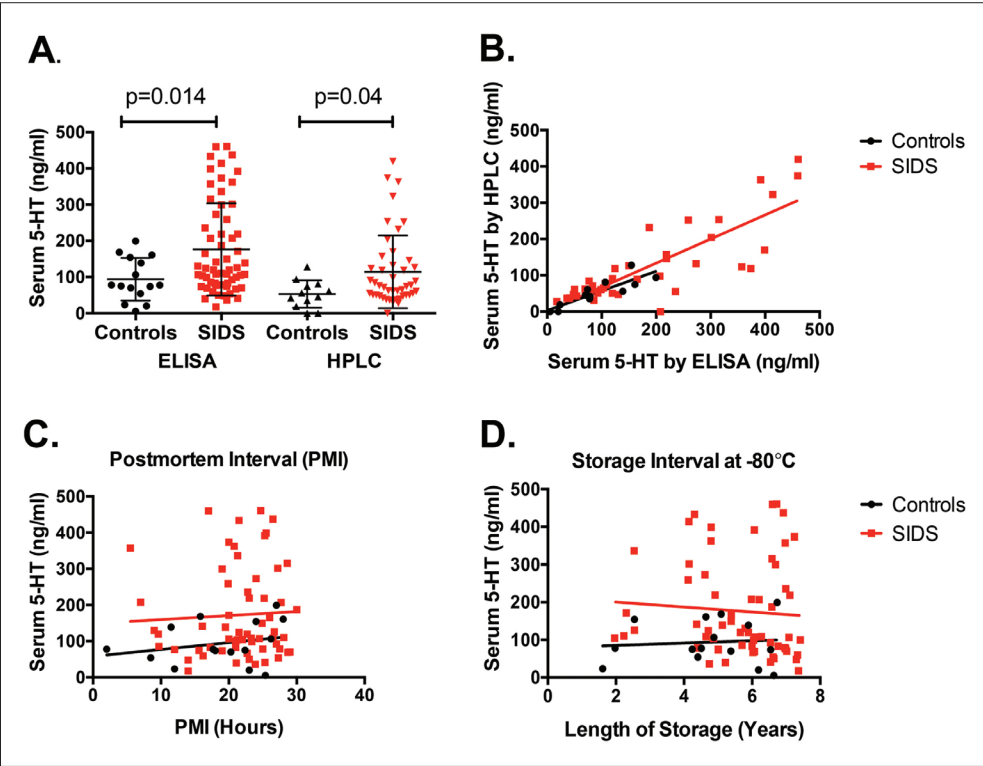 A.
p=0.014
p=0.04
Serum 5-HT (ng/ml)
500
400
300
200
100
0
Controls SIDS Controls SIDS
ELISA HPLC
B.
Serum 5-HT by HPLC (ng/ml)
500
400
300
200
100
0
0 100 200 300 400 500
Serum 5-HT by ELISA (ng/ml)
Controls
SIDS
C.
Postmortem Interval (PMI)
Serum 5-HT (ng/ml)
500
400
300
200
100
0
0 10 20 30 40
PMI (Hours)
D.
Storage Interval at -80°C
Serum 5-HT (ng/ml)
500
400
300
200
100
0
0 2 4 6 8
Length of Storage (Years)
Controls
SIDS